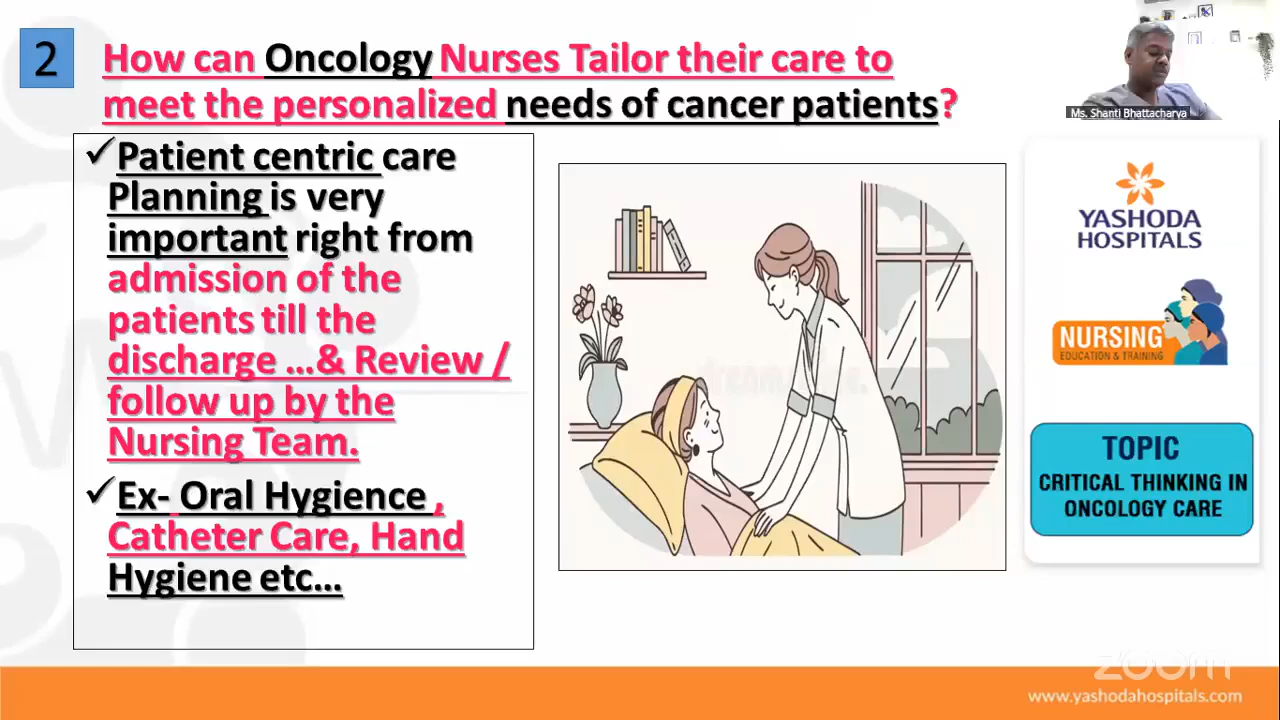 2
How can Oncology Nurses Tailor their care to
meet the personalized needs of cancer patients?
✓Patient centric care
Planning is very
important right from
admission of the
patients till the
discharge ...& Review /
follow up by the
Nursing Team.
✓Ex- Oral Hygience ,
Catheter Care, Hand
Hygiene etc...
Ms. Shanti Bhattacharya
YASHODA
HOSPITALS
NURSING
EDUCATION & TRAINING
TOPIC
CRITICAL THINKING IN
ONCOLOGY CARE
zoom
www.yashodahospitals.com